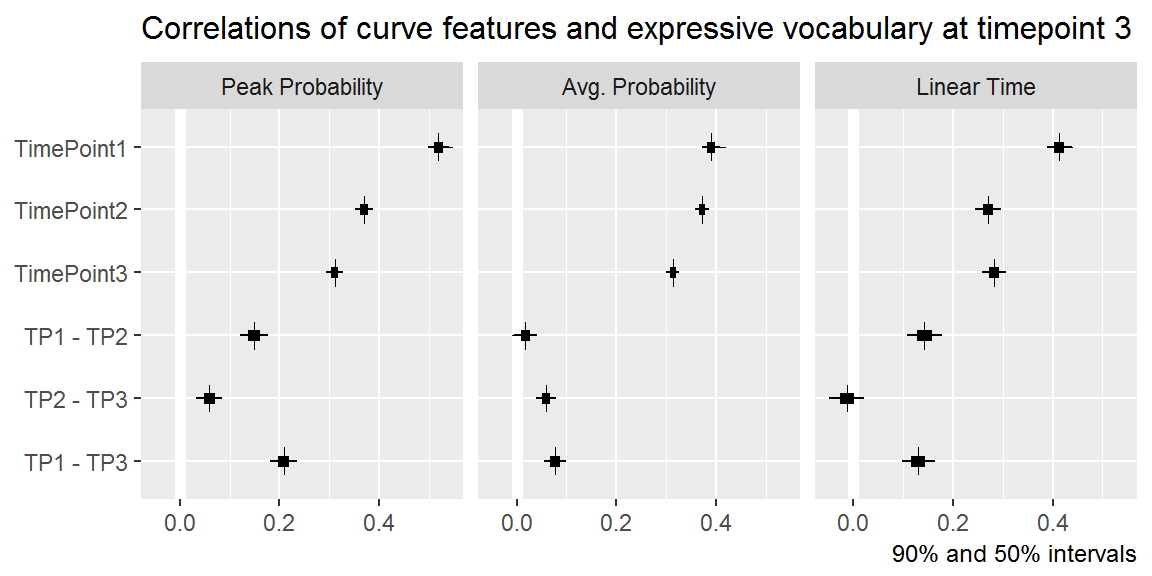 Correlations of curve features and expressive vocabulary at timepoint 3
Peak Probability Avg. Probability Linear Time
TimePoint1
TimePoint2
TimePoint3
TP1 - TP2
TP2 - TP3
TP1 - TP3
0.0 0.2 0.4 0.0 0.2 0.4 0.0 0.2 0.4
90% and 50% intervals